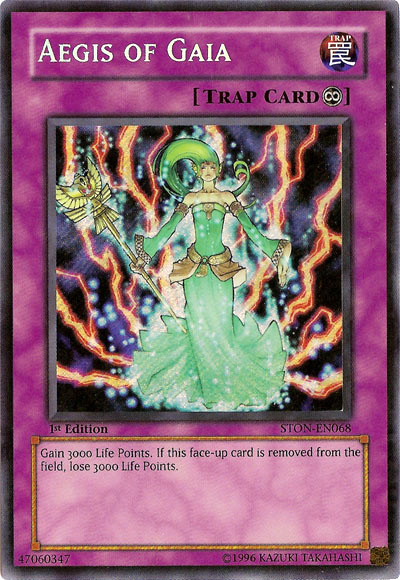 AEGIS OF GAIA
TRAP
罠
[TRAP CARD∞]
1st Edition
STON-EN068
Gain 3000 Life Points. If this face-up card is removed from the
field, lose 3000 Life Points.
47060347
©1996 KAZUKI TAKAHASHI